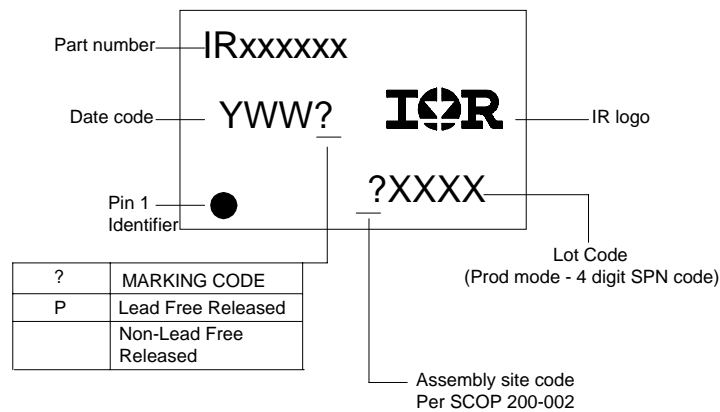 Part number
IRxxxxxx
Date code
YWW?
IOR
IR logo
Pin 1
Identifier
?XXXX
Lot Code
(Prod mode - 4 digit SPN code)
? MARKING CODE
P Lead Free Released
Non-Lead Free
Released
Assembly site code
Per SCOP 200-002